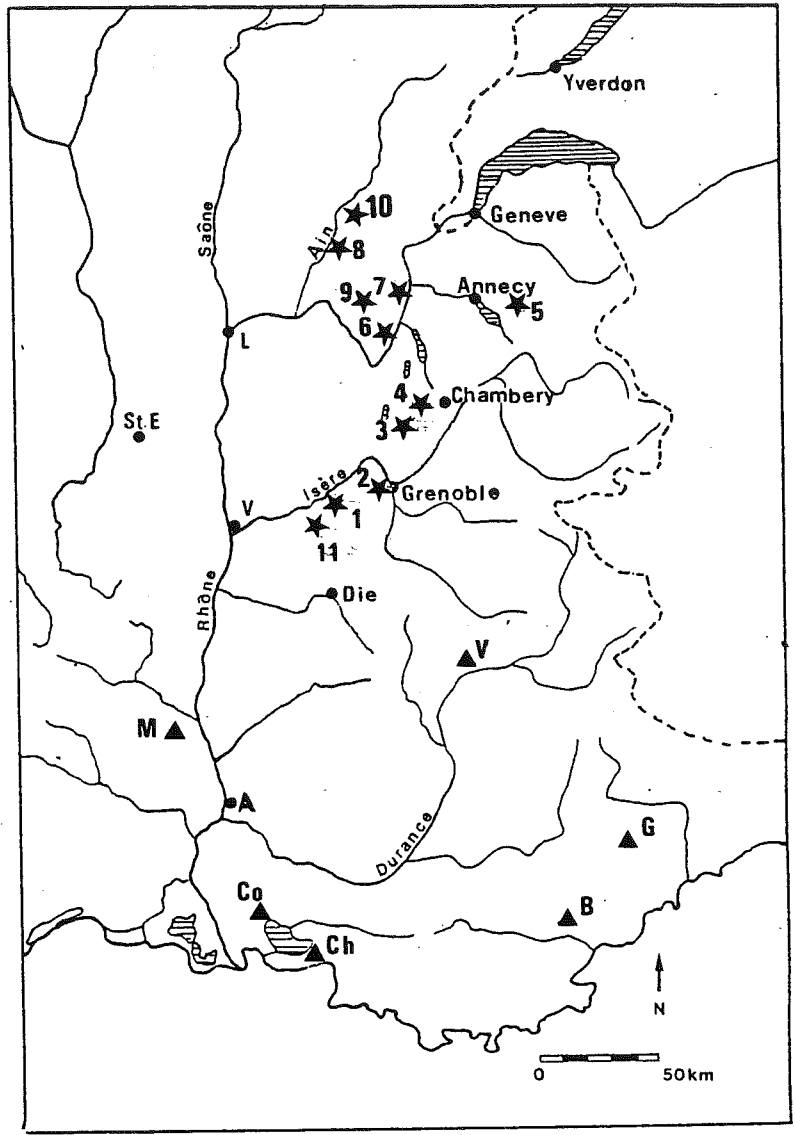 Yverdon
10
Geneve
Saône
Ain
8
Annecy
9
7
5
6
L
4
Chambery
St.E
3
Isère
2
Grenoble
V
1
11
Rhône
Die
V
M
A
Durance
G
Co
B
Ch
N
0 50km